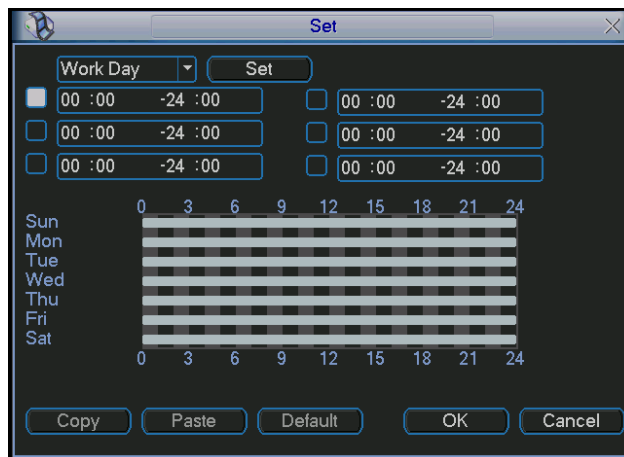 Set
Work Day Set
00 :00 -24 :00 00 :00 -24 :00
00 :00 -24 :00 00 :00 -24 :00
00 :00 -24 :00 00 :00 -24 :00
0 3 6 9 12 15 18 21 24
Sun
Mon
Tue
Wed
Thu
Fri
Sat
0 3 6 9 12 15 18 21 24
Copy Paste Default OK Cancel